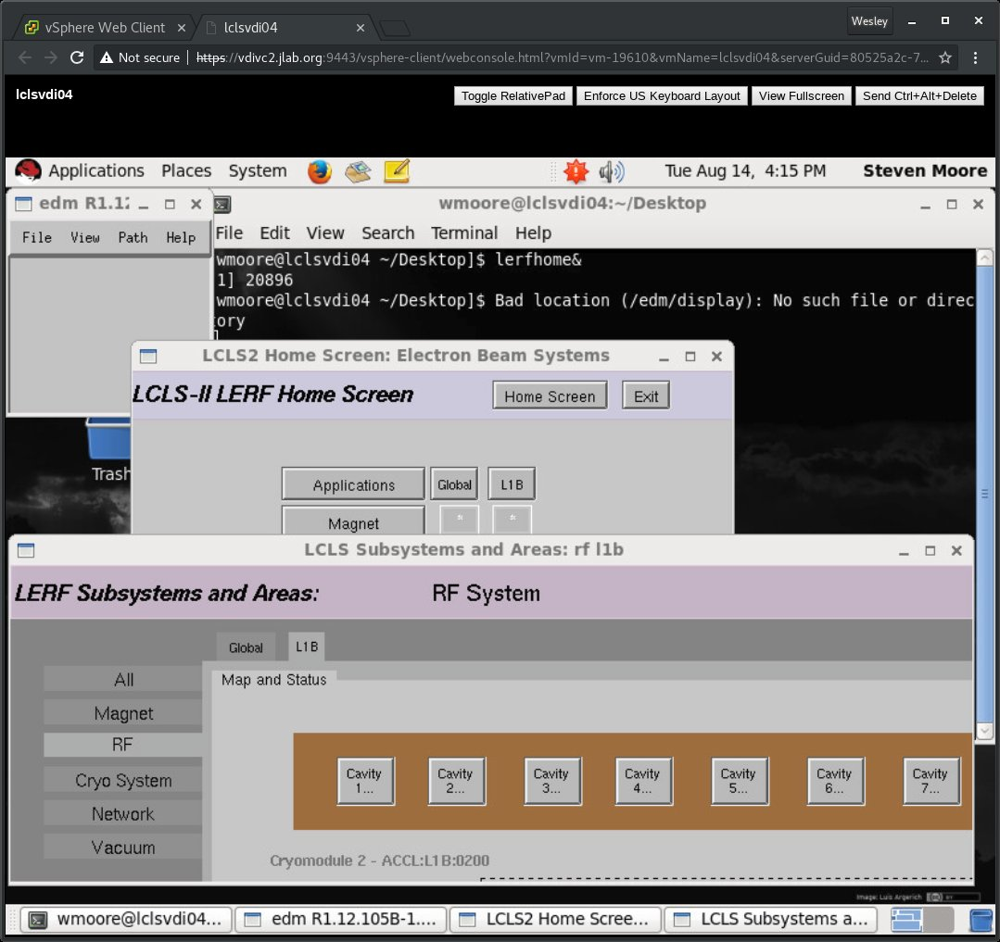 vSphere Web Client
lclsvdi04
Wesley
Not secure https://vdivc2.jlab.org:9443/vsphere-client/webconsole.html?vmId=vm-19610&vmName=lclsvdi04&serverGuid=80525a2c-7...
lclsvdi04
Toggle RelativePad
Enforce US Keyboard Layout
View Fullscreen
Send Ctrl+Alt+Delete
Applications Places System
Tue Aug 14, 4:15 PM
Steven Moore
edm R1.12
File View Path Help
wmoore@lclsvdi04:~/Desktop
File Edit View Search Terminal Help
wmoore@lclsvdi04 ~/Desktop]$ lerfhome&
1] 20896
wmoore@lclsvdi04 ~/Desktop]$ Bad location (/edm/display): No such file or direc
tory
Trash
LCLS2 Home Screen: Electron Beam Systems
LCLS-II LERF Home Screen
Home Screen
Exit
Applications Global L1B
Magnet * *
LCLS Subsystems and Areas: rf l1b
LERF Subsystems and Areas: RF System
Global L1B
All
Magnet
RF
Cryo System
Network
Vacuum
Map and Status
Cavity
1...
Cavity
2...
Cavity
3...
Cavity
4...
Cavity
5...
Cavity
6...
Cavity
7...
Cryomodule 2 - ACCL:L1B:0200
Image: Luis Argerich
wmoore@lclsvdi04...
edm R1.12.105B-1....
LCLS2 Home Scree...
LCLS Subsystems a...